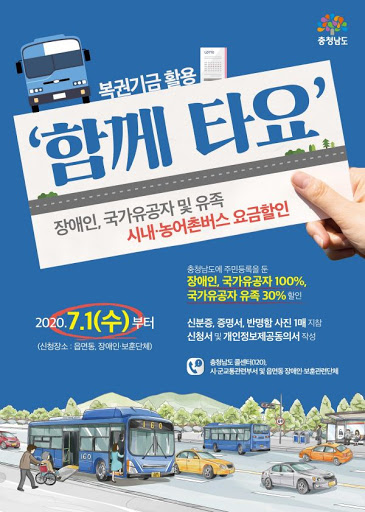 충청남도
복권기금 활용
‘함께 타요’
장애인, 국가유공자 및 유족
시내·농어촌버스 요금할인
충청남도에 주민등록을 둔
장애인, 국가유공자 100%,
국가유공자 유족 30% 할인
2020. 7.1(수) 부터
(신청장소 : 읍면동, 장애인·보훈단체)
신분증, 증명서, 반명함 사진 1매 지참
신청서 및 개인정보제공동의서 작성
충청남도 콜센터(120),
시·군교통관련부서 및 읍면동 장애인·보훈관련단체